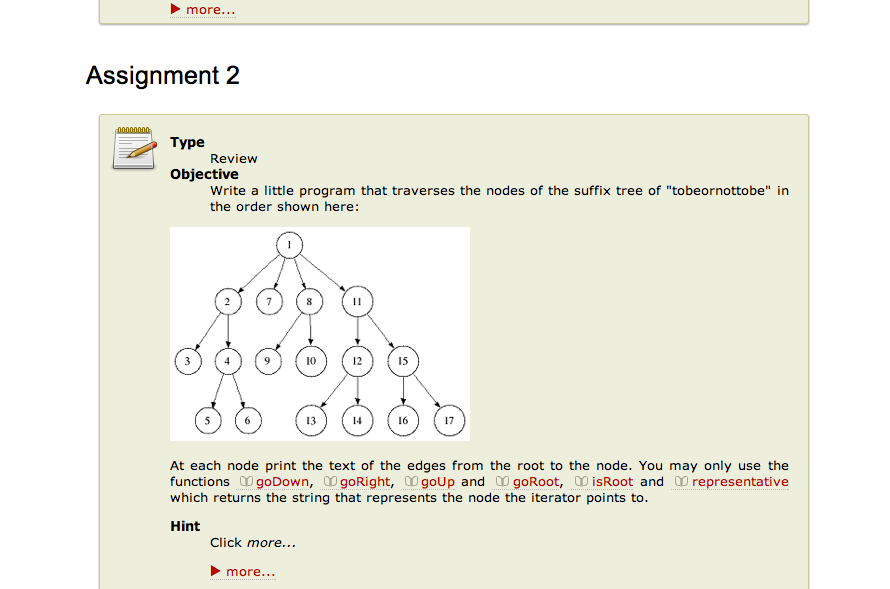 ▶ more...
Assignment 2
Type
Review
Objective
Write a little program that traverses the nodes of the suffix tree of "tobeornottobe" in
the order shown here:
1
2 7 8 11
3 4 9 10 12 15
5 6 13 14 16 17
At each node print the text of the edges from the root to the node. You may only use the
functions goDown, goRight, goUp and goRoot, isRoot and representative
which returns the string that represents the node the iterator points to.
Hint
Click more...
▶ more...